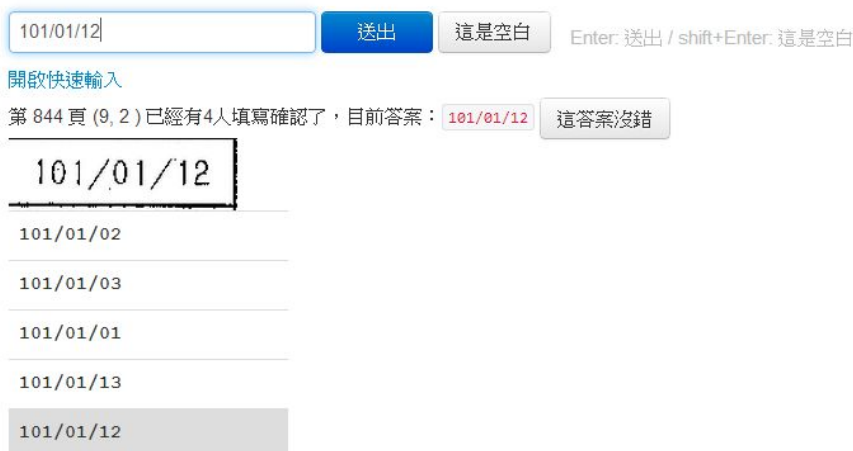 101/01/12 送出 這是空白 Enter: 送出 / shift+Enter: 這是空白
開啟快速輸入
第 844 頁 (9, 2 ) 已經有4人填寫確認了，目前答案： 101/01/12 這答案沒錯
101/01/12
101/01/02
101/01/03
101/01/01
101/01/13
101/01/12